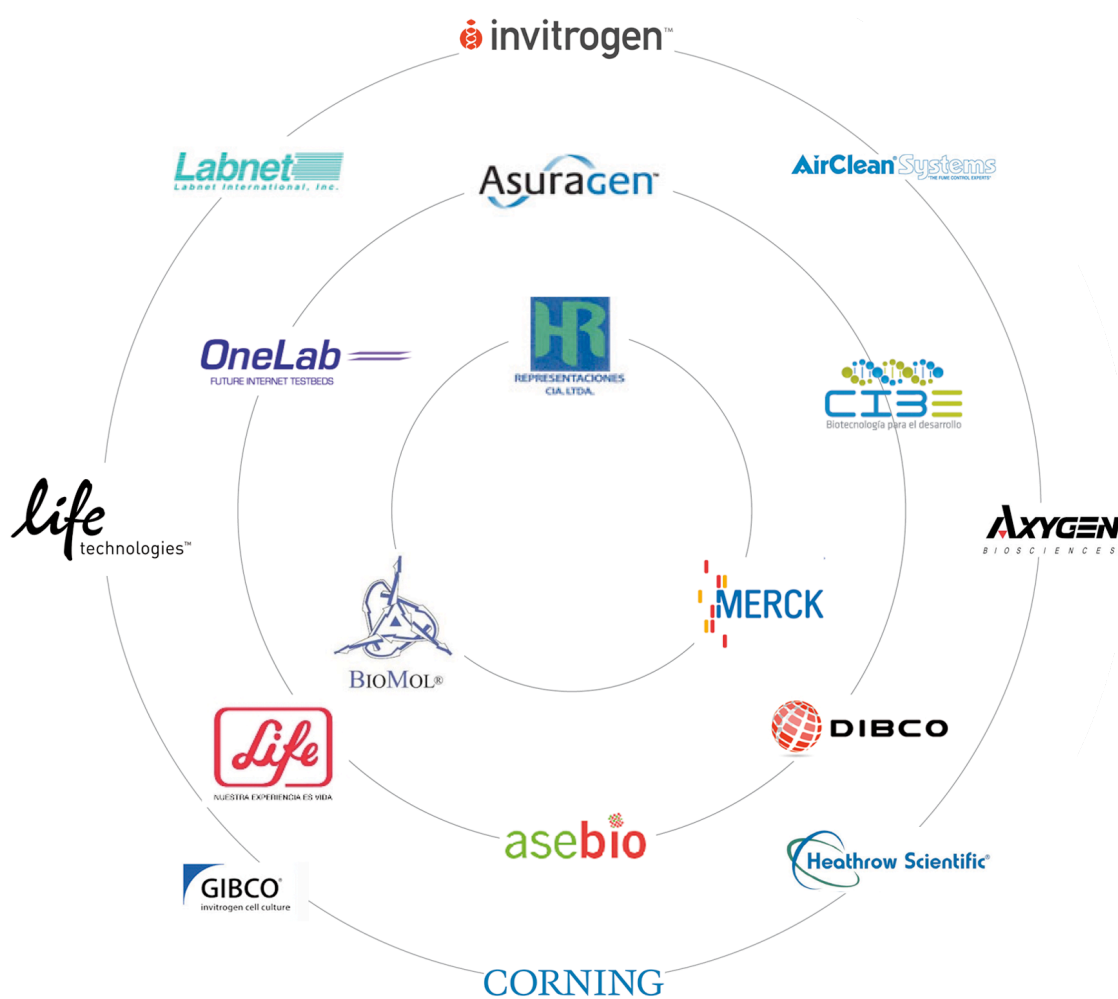 invitrogen™
Labnet
Labnet International, Inc.
Asuragen™
AirClean® Systems
"THE FUME CONTROL EXPERTS"
HR
REPRESENTACIONES
CIA. LTDA.
OneLab
FUTURE INTERNET TESTBEDS
CIBE
Biotecnología para el desarrollo
life
technologies™
AXYGEN
BIOSCIENCES
MERCK
BIOMOL®
Life
NUESTRA EXPERIENCIA ES VIDA
DIBCO
asebio
Heathrow Scientific®
GIBCO®
invitrogen cell culture
CORNING